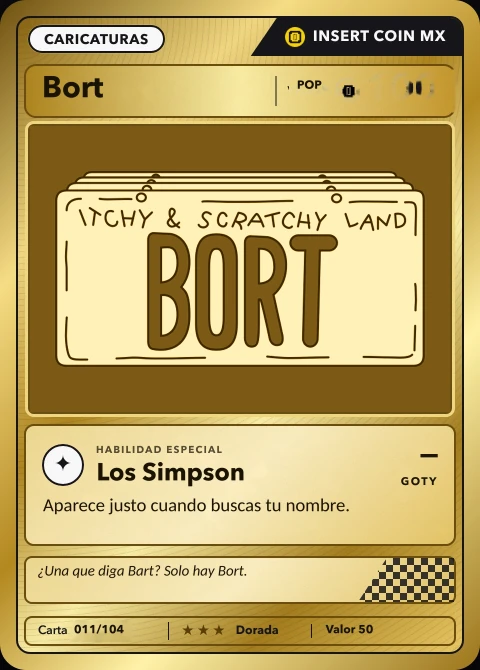 CARICATURAS
INSERT COIN MX
Bort
POP
ITCHY & SCRATCHY LAND
BORT
HABILIDAD ESPECIAL
Los Simpson
—
GOTY
Aparece justo cuando buscas tu nombre.
¿Una que diga Bart? Solo hay Bort.
Carta 011/104 ★★★ Dorada Valor 50